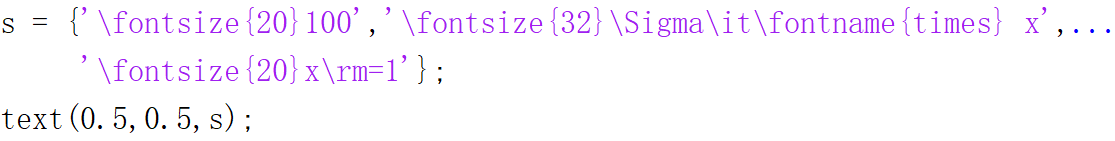 s = {'\fontsize{20}100','\fontsize{32}\Sigma\it\fontname{times} x',...
'\fontsize{20}x\rm=1'};
text(0.5,0.5,s);